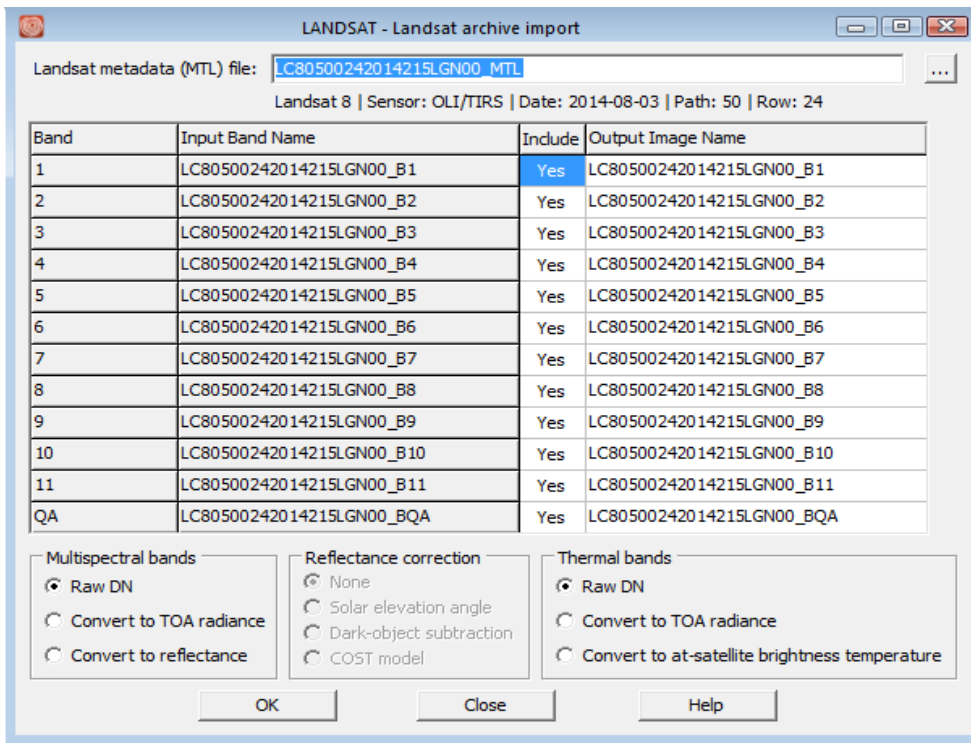 LANDSAT - Landsat archive import
Landsat metadata (MTL) file: LC80500242014215LGN00_MTL ...
Landsat 8 | Sensor: OLI/TIRS | Date: 2014-08-03 | Path: 50 | Row: 24
Band Input Band Name Include Output Image Name
1 LC80500242014215LGN00_B1 Yes LC80500242014215LGN00_B1
2 LC80500242014215LGN00_B2 Yes LC80500242014215LGN00_B2
3 LC80500242014215LGN00_B3 Yes LC80500242014215LGN00_B3
4 LC80500242014215LGN00_B4 Yes LC80500242014215LGN00_B4
5 LC80500242014215LGN00_B5 Yes LC80500242014215LGN00_B5
6 LC80500242014215LGN00_B6 Yes LC80500242014215LGN00_B6
7 LC80500242014215LGN00_B7 Yes LC80500242014215LGN00_B7
8 LC80500242014215LGN00_B8 Yes LC80500242014215LGN00_B8
9 LC80500242014215LGN00_B9 Yes LC80500242014215LGN00_B9
10 LC80500242014215LGN00_B10 Yes LC80500242014215LGN00_B10
11 LC80500242014215LGN00_B11 Yes LC80500242014215LGN00_B11
QA LC80500242014215LGN00_BQA Yes LC80500242014215LGN00_BQA
Multispectral bands
Raw DN
Convert to TOA radiance
Convert to reflectance
Reflectance correction
None
Solar elevation angle
Dark-object subtraction
COST model
Thermal bands
Raw DN
Convert to TOA radiance
Convert to at-satellite brightness temperature
OK Close Help